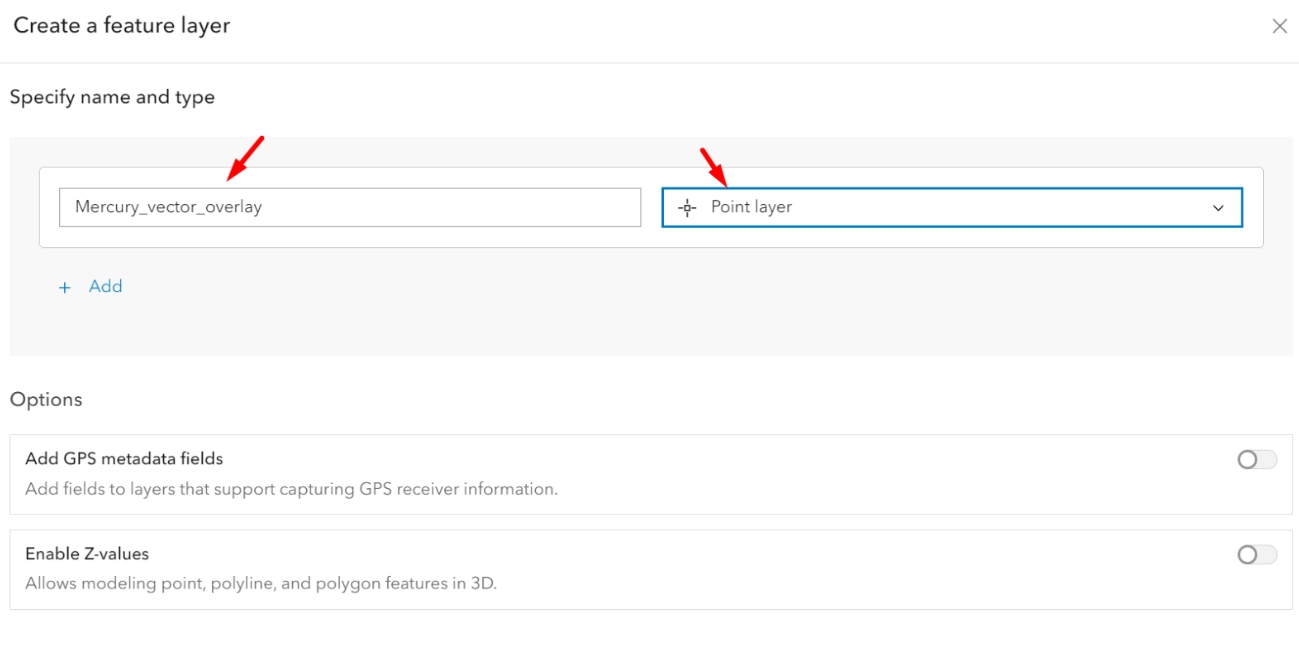 Create a feature layer
Specify name and type
Mercury_vector_overlay
Point layer
+ Add
Options
Add GPS metadata fields
Add fields to layers that support capturing GPS receiver information.
Enable Z-values
Allows modeling point, polyline, and polygon features in 3D.